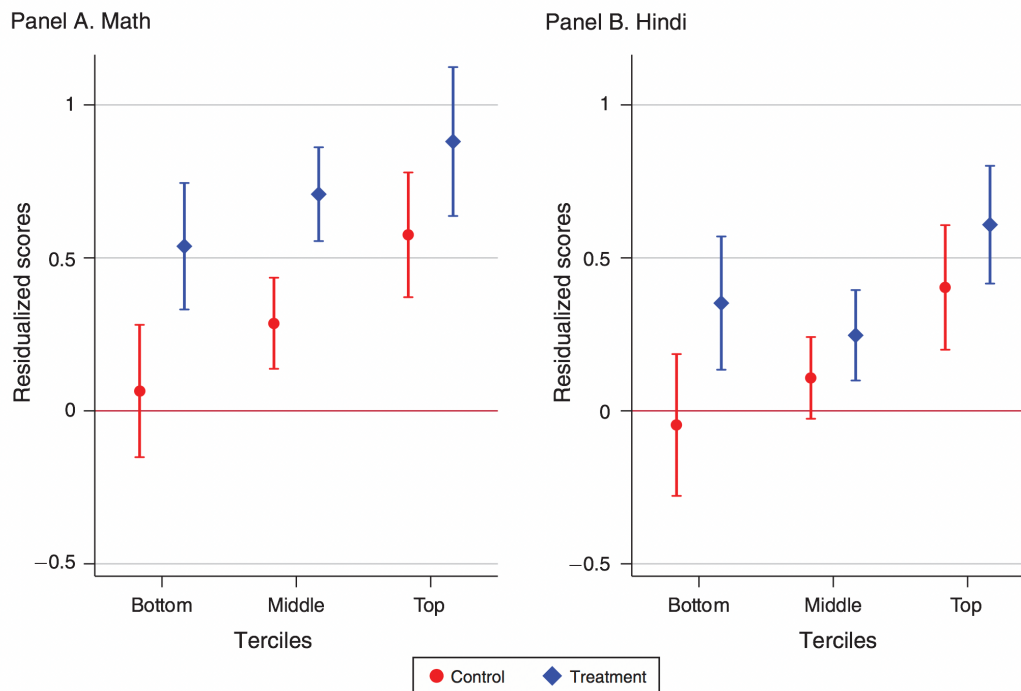 Panel A. Math
Residualized scores
1
0.5
0
−0.5
Bottom Middle Top
Terciles
Panel B. Hindi
Residualized scores
1
0.5
0
−0.5
Bottom Middle Top
Terciles
Control Treatment